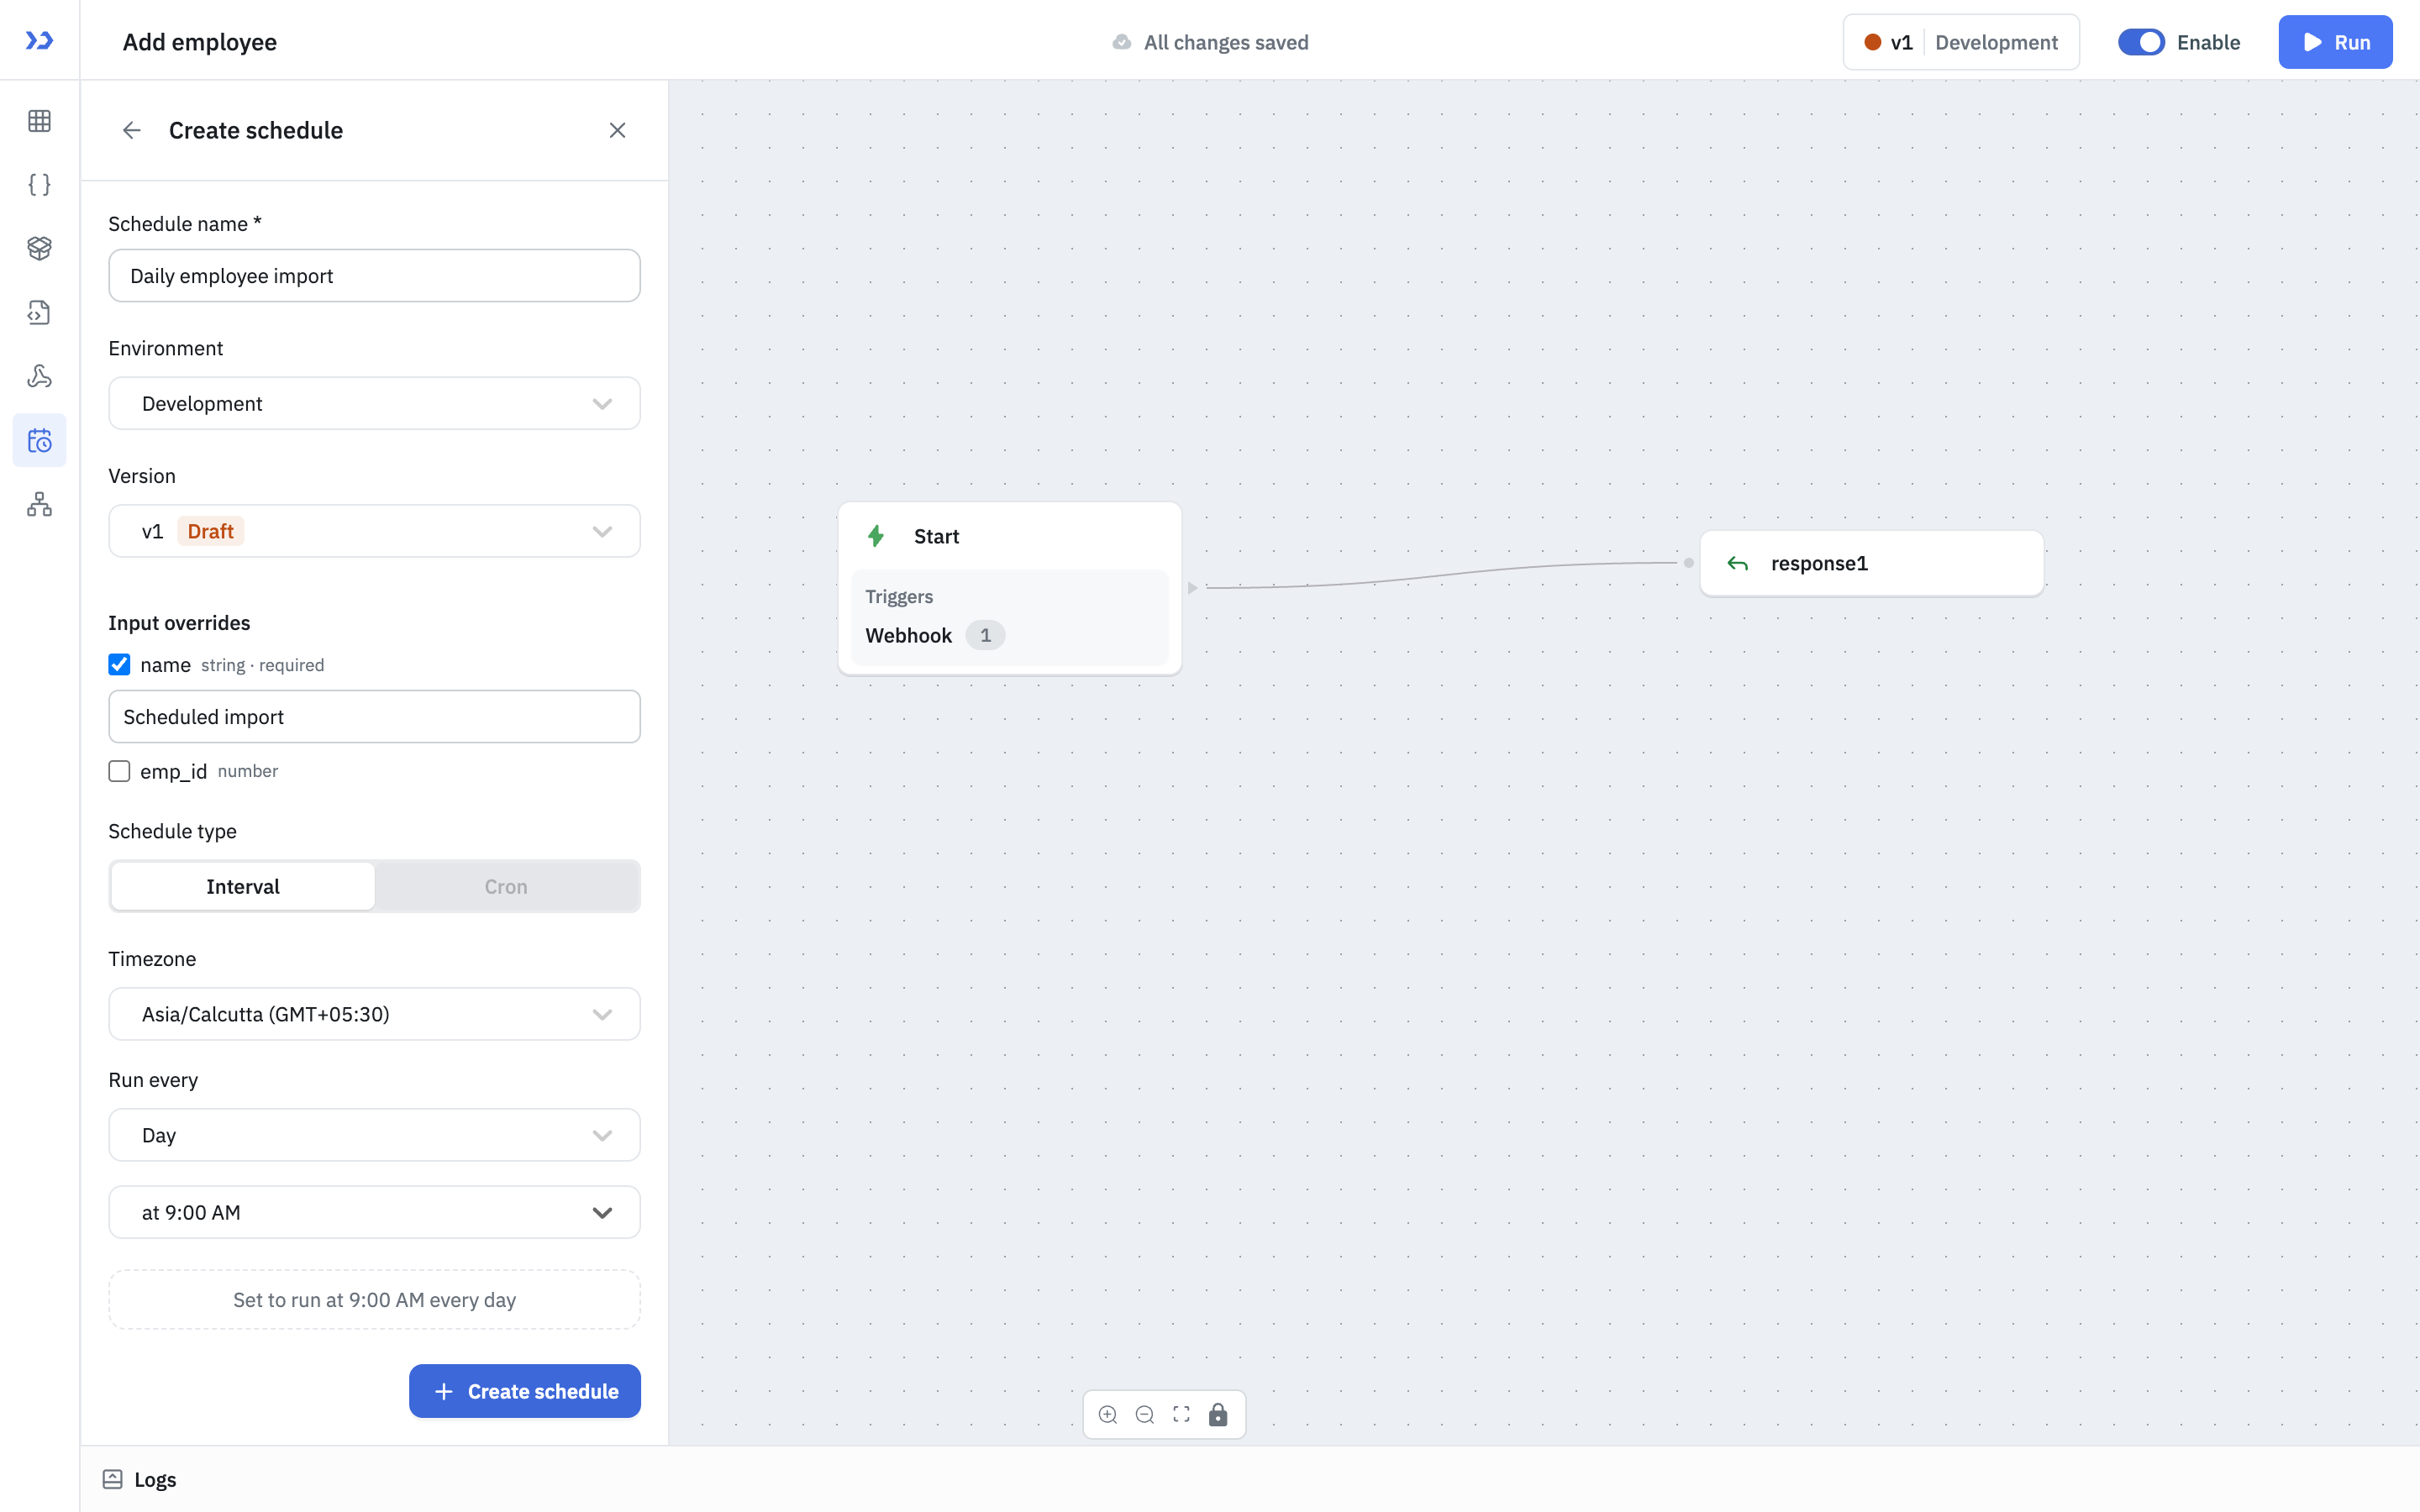 Add employee
All changes saved
v1 Development
Enable
Run
Create schedule
Schedule name *
Daily employee import
Environment
Development
Version
v1 Draft
Input overrides
name string · required
Scheduled import
emp_id number
Schedule type
Interval Cron
Timezone
Asia/Calcutta (GMT+05:30)
Run every
Day
at 9:00 AM
Set to run at 9:00 AM every day
Create schedule
Start
Triggers
Webhook 1
response1
Logs